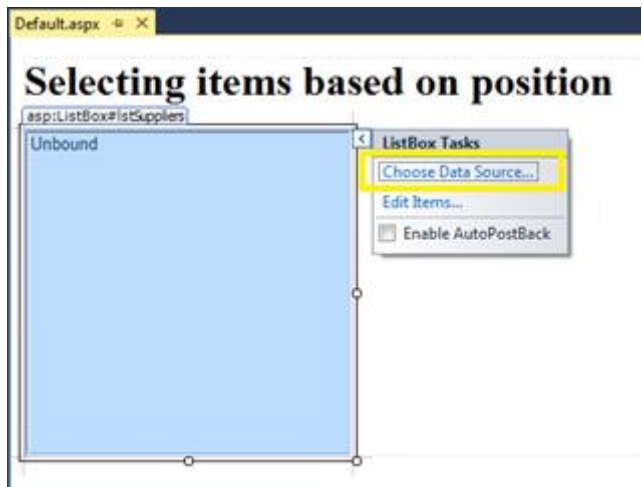 Default.aspx
Selecting items based on position
asp:ListBox#lstSuppliers
Unbound
ListBox Tasks
Choose Data Source...
Edit Items...
Enable AutoPostBack